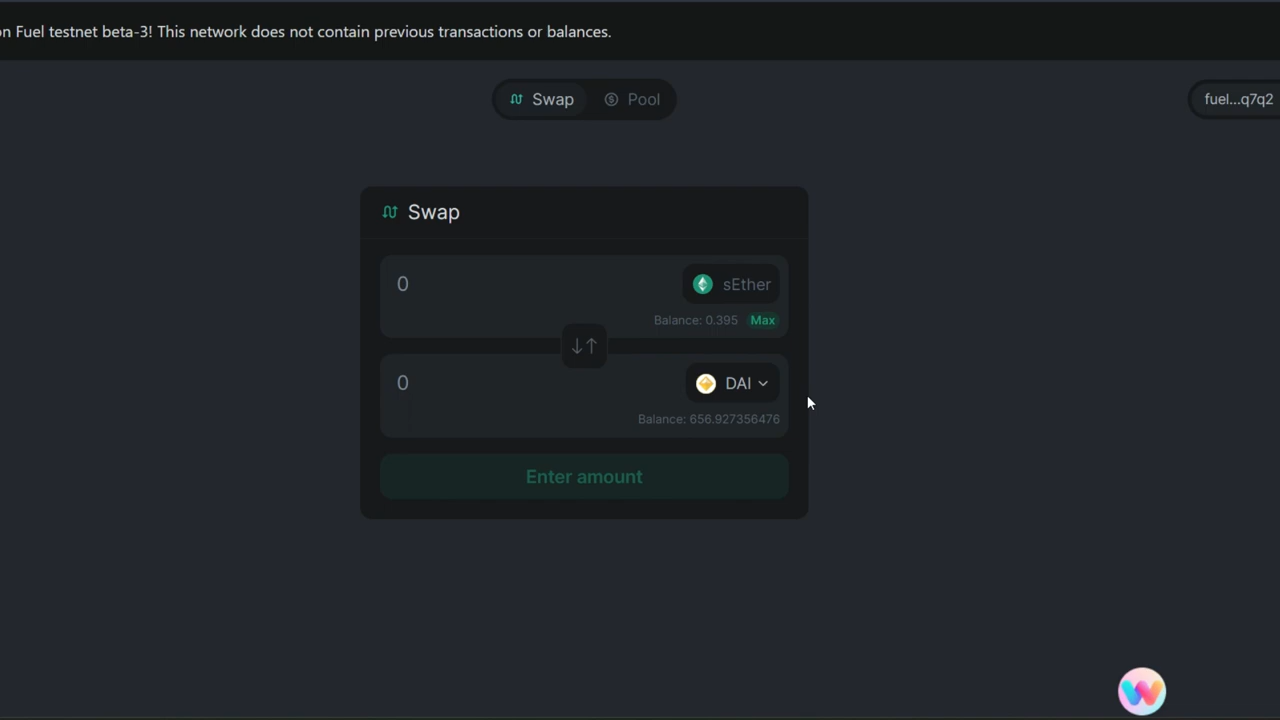 on Fuel testnet beta-3! This network does not contain previous transactions or balances.
Swap Pool
fuel...q7q2
Swap
0 sEther
Balance: 0.395 Max
0 DAI
Balance: 656.927356476
Enter amount